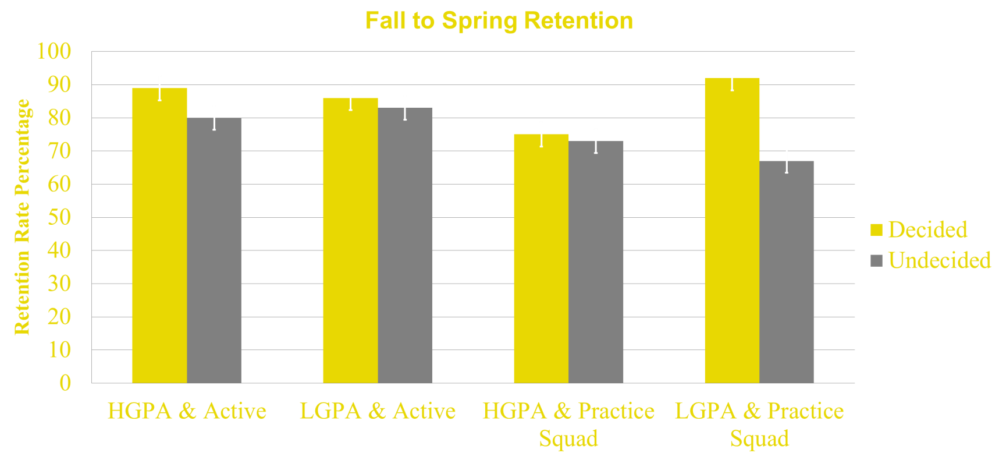 Fall to Spring Retention
Retention Rate Percentage
100
90
80
70
60
50
40
30
20
10
0
HGPA & Active
LGPA & Active
HGPA & Practice
Squad
LGPA & Practice
Squad
Decided
Undecided